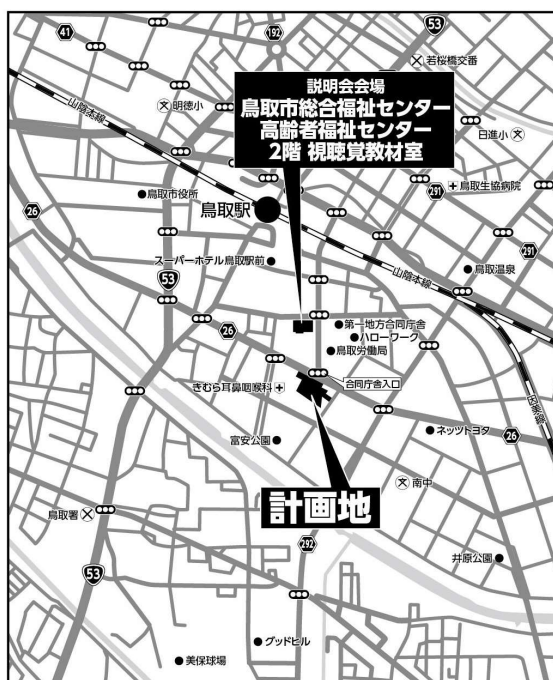 41
192
53
若桜橋交番
山陰本線
明徳小
説明会会場
鳥取市総合福祉センター
高齢者福祉センター
2階 視聴覚教材室
日進小
鳥取市役所
鳥取駅
291
鳥取生協病院
26
スーパーホテル鳥取駅前
53
山陰本線
鳥取温泉
291
26
第一地方合同庁舎
ハローワーク
鳥取労働局
合同庁舎入口
きむら耳鼻咽喉科
因美線
富安公園
ネッツトヨタ
26
南中
計画地
鳥取署
292
53
井原公園
グッドヒル
美保球場